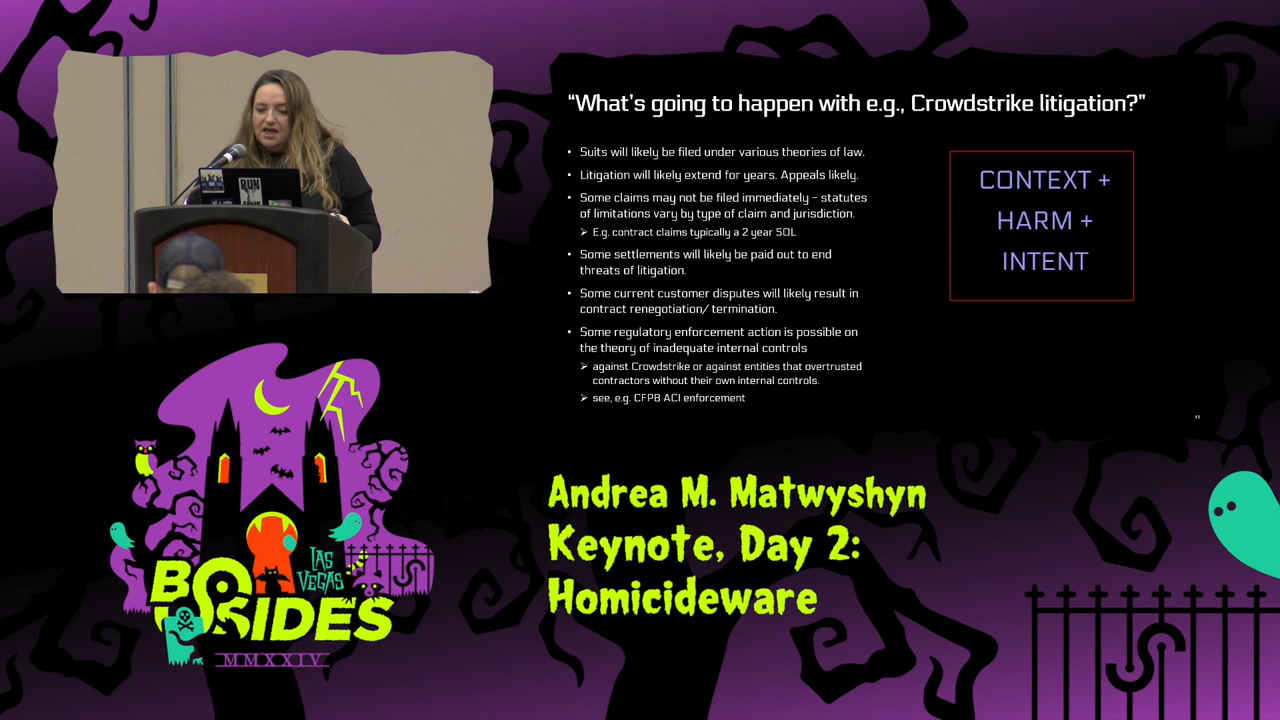 “What’s going to happen with e.g., Crowdstrike litigation?"
• Suits will likely be filed under various theories of law.
• Litigation will likely extend for years. Appeals likely.
• Some claims may not be filed immediately – statutes
of limitations vary by type of claim and jurisdiction.
➢ E.g. contract claims typically a 2 year SOL
• Some settlements will likely be paid out to end
threats of litigation.
• Some current customer disputes will likely result in
contract renegotiation/ termination.
• Some regulatory enforcement action is possible on
the theory of inadequate internal controls
➢ against Crowdstrike or against entities that overtrusted
contractors without their own internal controls.
➢ see, e.g. CFPB ACI enforcement
CONTEXT +
HARM +
INTENT
RUN
LAS
VEGAS
BSIDES
MMXXIV
Andrea M. Matwyshyn
Keynote, Day 2:
Homicideware